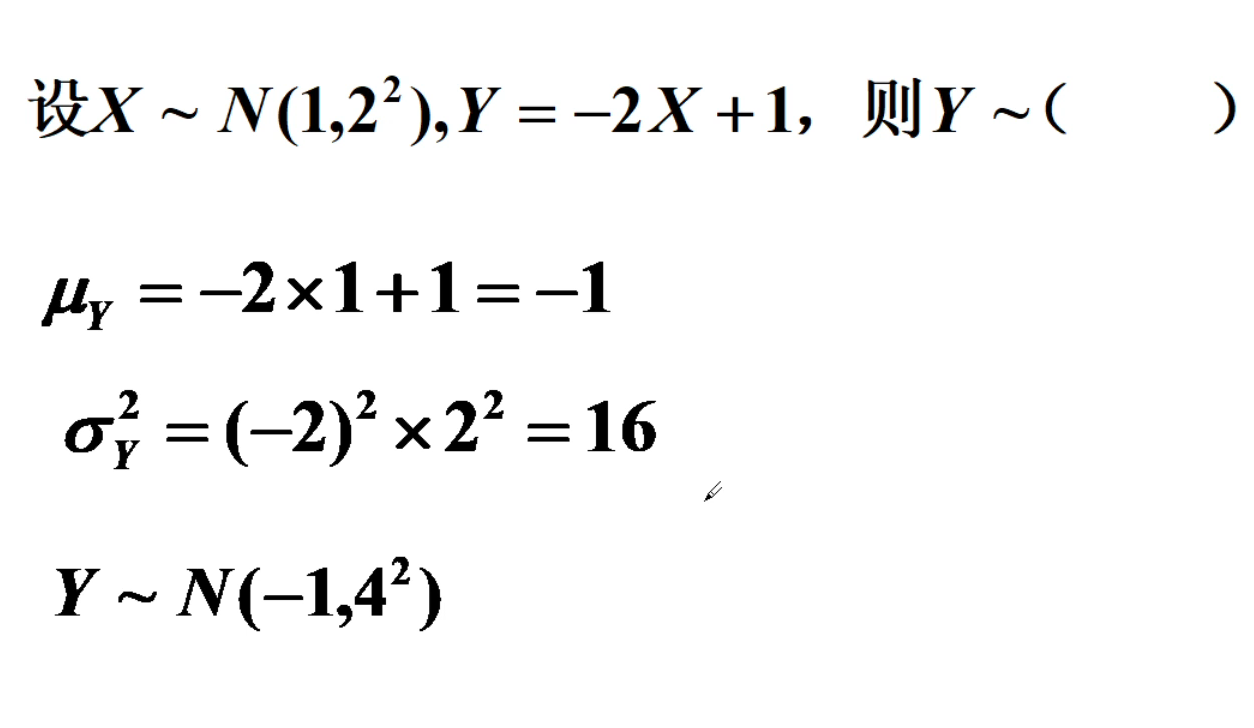 设X ~ N(1,2²),Y = −2X + 1，则Y ~（      ）
μ_Y = −2×1+1 = −1
σ_Y² = (−2)² × 2² = 16
Y ~ N(−1,4²)